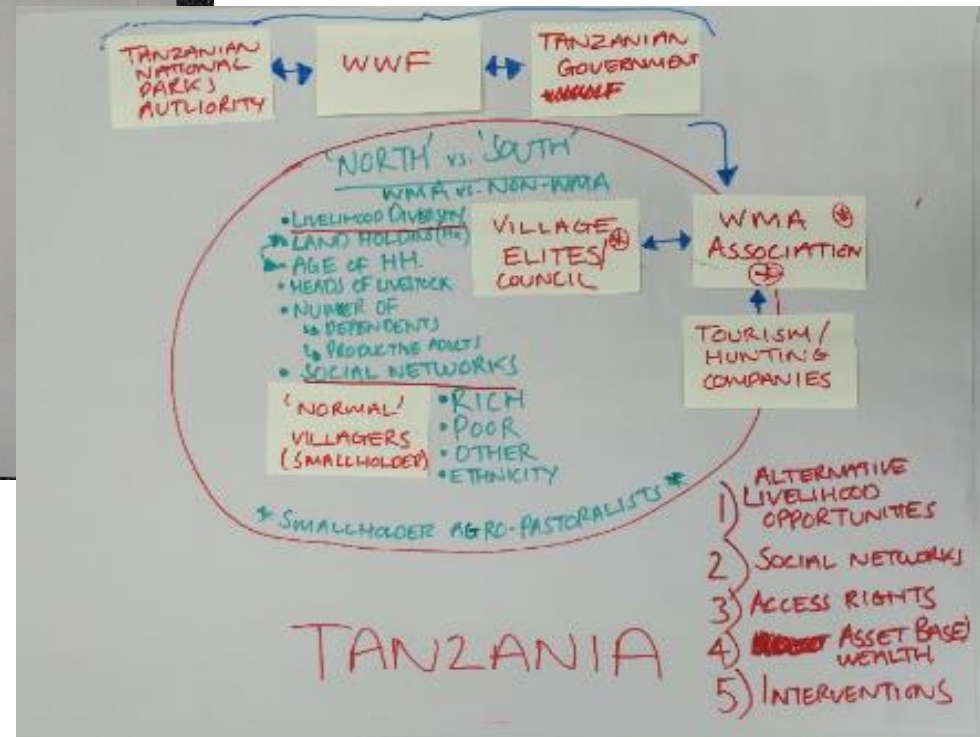 TANZANIAN
NATIONAL
PARKS
AUTLIORITY
WWF
TANZANIAN
GOVERNMENT
'NORTH' vs. 'SOUTH'
WMA vs. NON-WMA
• LIVELIHOOD DIVERSITY
• LAND HOLDING (Ha)
• AGE OF HH.
• HEADS OF LIVESTOCK
• NUMBER OF
↳ DEPENDENTS
↳ PRODUCTIVE ADULTS
• SOCIAL NETWORKS
VILLAGE
ELITES/
COUNCIL
WMA
ASSOCIATION
TOURISM /
HUNTING
COMPANIES
'NORMAL'
VILLAGERS
(SMALLHOLDER)
• RICH
• POOR
• OTHER
• ETHNICITY
* SMALLHOLDER AGRO-PASTORALISTS *
TANZANIA
1) ALTERNATIVE
LIVELIHOOD
OPPORTUNITIES
2) SOCIAL NETWORKS
3) ACCESS RIGHTS
4) ASSET BASE/
WEALTH
5) INTERVENTIONS